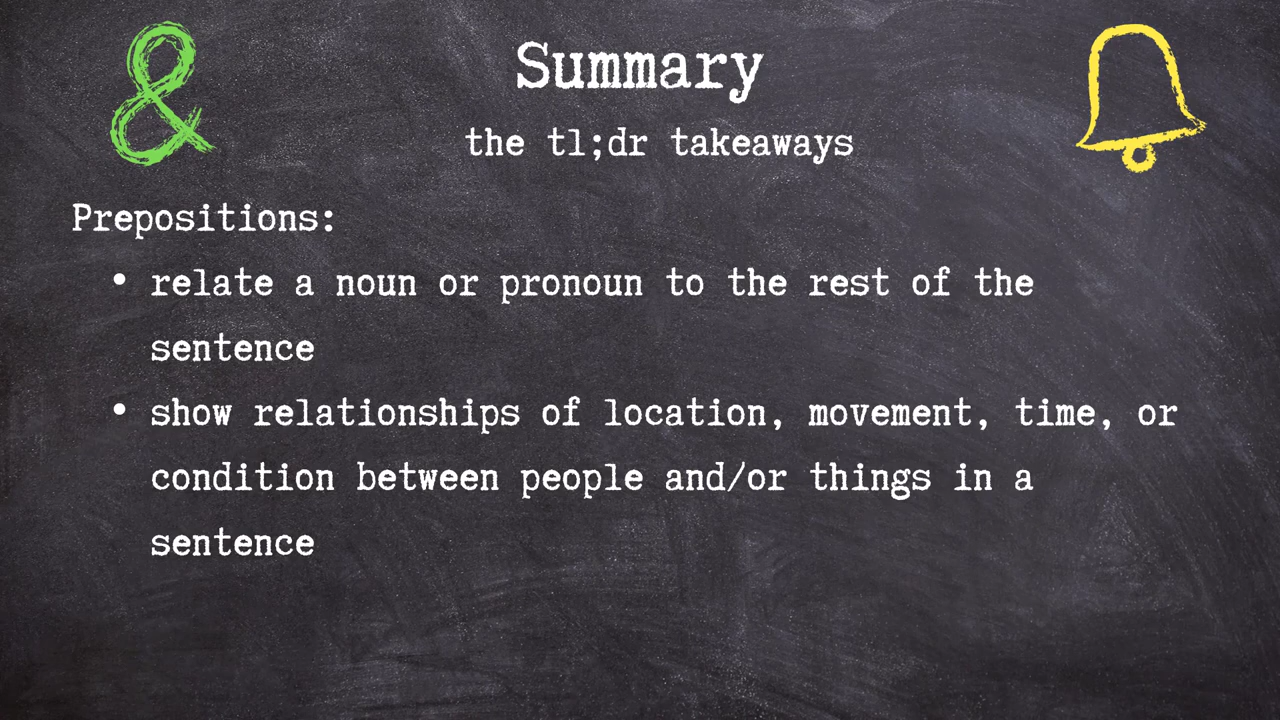 &
Summary
the tl;dr takeaways
Prepositions:
• relate a noun or pronoun to the rest of the
sentence
• show relationships of location, movement, time, or
condition between people and/or things in a
sentence